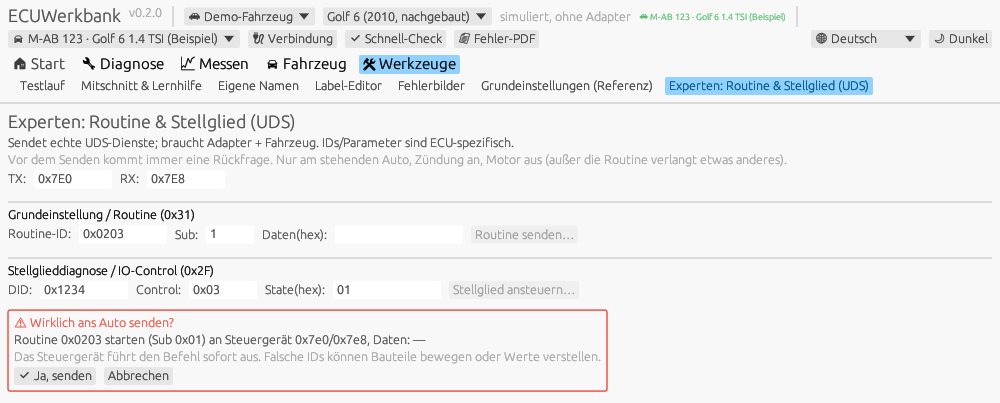 ECUWerkbank v0.2.0 Demo-Fahrzeug Golf 6 (2010, nachgebaut) simuliert, ohne Adapter M-AB 123 · Golf 6 1.4 TSI (Beispiel)
M-AB 123 · Golf 6 1.4 TSI (Beispiel) Verbindung Schnell-Check Fehler-PDF Deutsch Dunkel
Start Diagnose Messen Fahrzeug Werkzeuge
Testlauf Mitschnitt & Lernhilfe Eigene Namen Label-Editor Fehlerbilder Grundeinstellungen (Referenz) Experten: Routine & Stellglied (UDS)
Experten: Routine & Stellglied (UDS)
Sendet echte UDS-Dienste; braucht Adapter + Fahrzeug. IDs/Parameter sind ECU-spezifisch.
Vor dem Senden kommt immer eine Rückfrage. Nur am stehenden Auto, Zündung an, Motor aus (außer die Routine verlangt etwas anderes).
TX: 0x7E0 RX: 0x7E8
Grundeinstellung / Routine (0x31)
Routine-ID: 0x0203 Sub: 1 Daten(hex): Routine senden...
Stellglieddiagnose / IO-Control (0x2F)
DID: 0x1234 Control: 0x03 State(hex): 01 Stellglied ansteuern...
Wirklich ans Auto senden?
Routine 0x0203 starten (Sub 0x01) an Steuergerät 0x7e0/0x7e8, Daten: —
Das Steuergerät führt den Befehl sofort aus. Falsche IDs können Bauteile bewegen oder Werte verstellen.
Ja, senden Abbrechen